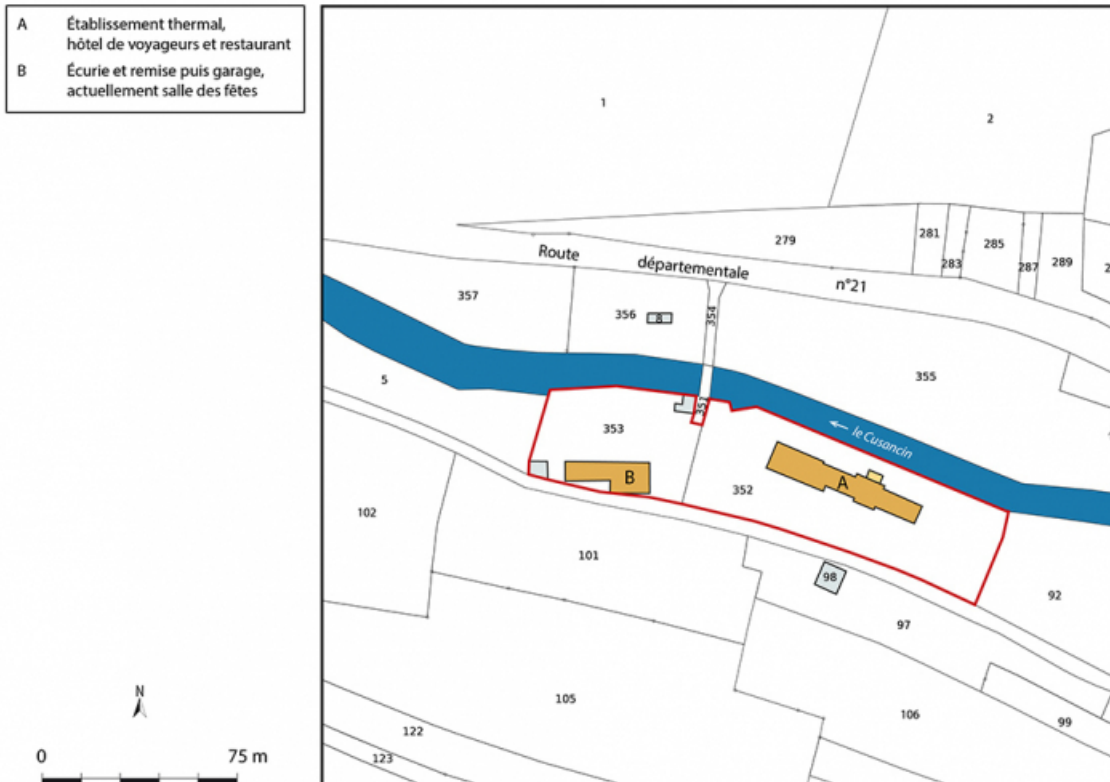 A Établissement thermal,
hôtel de voyageurs et restaurant
B Écurie et remise puis garage,
actuellement salle des fêtes
1
2
279
281
283
285
287
289
2
Route départementale n°21
357
356
8
354
355
5
351
le Cusancin
353
B
352
A
102
101
98
97
92
105
106
99
122
123
N
0 75 m